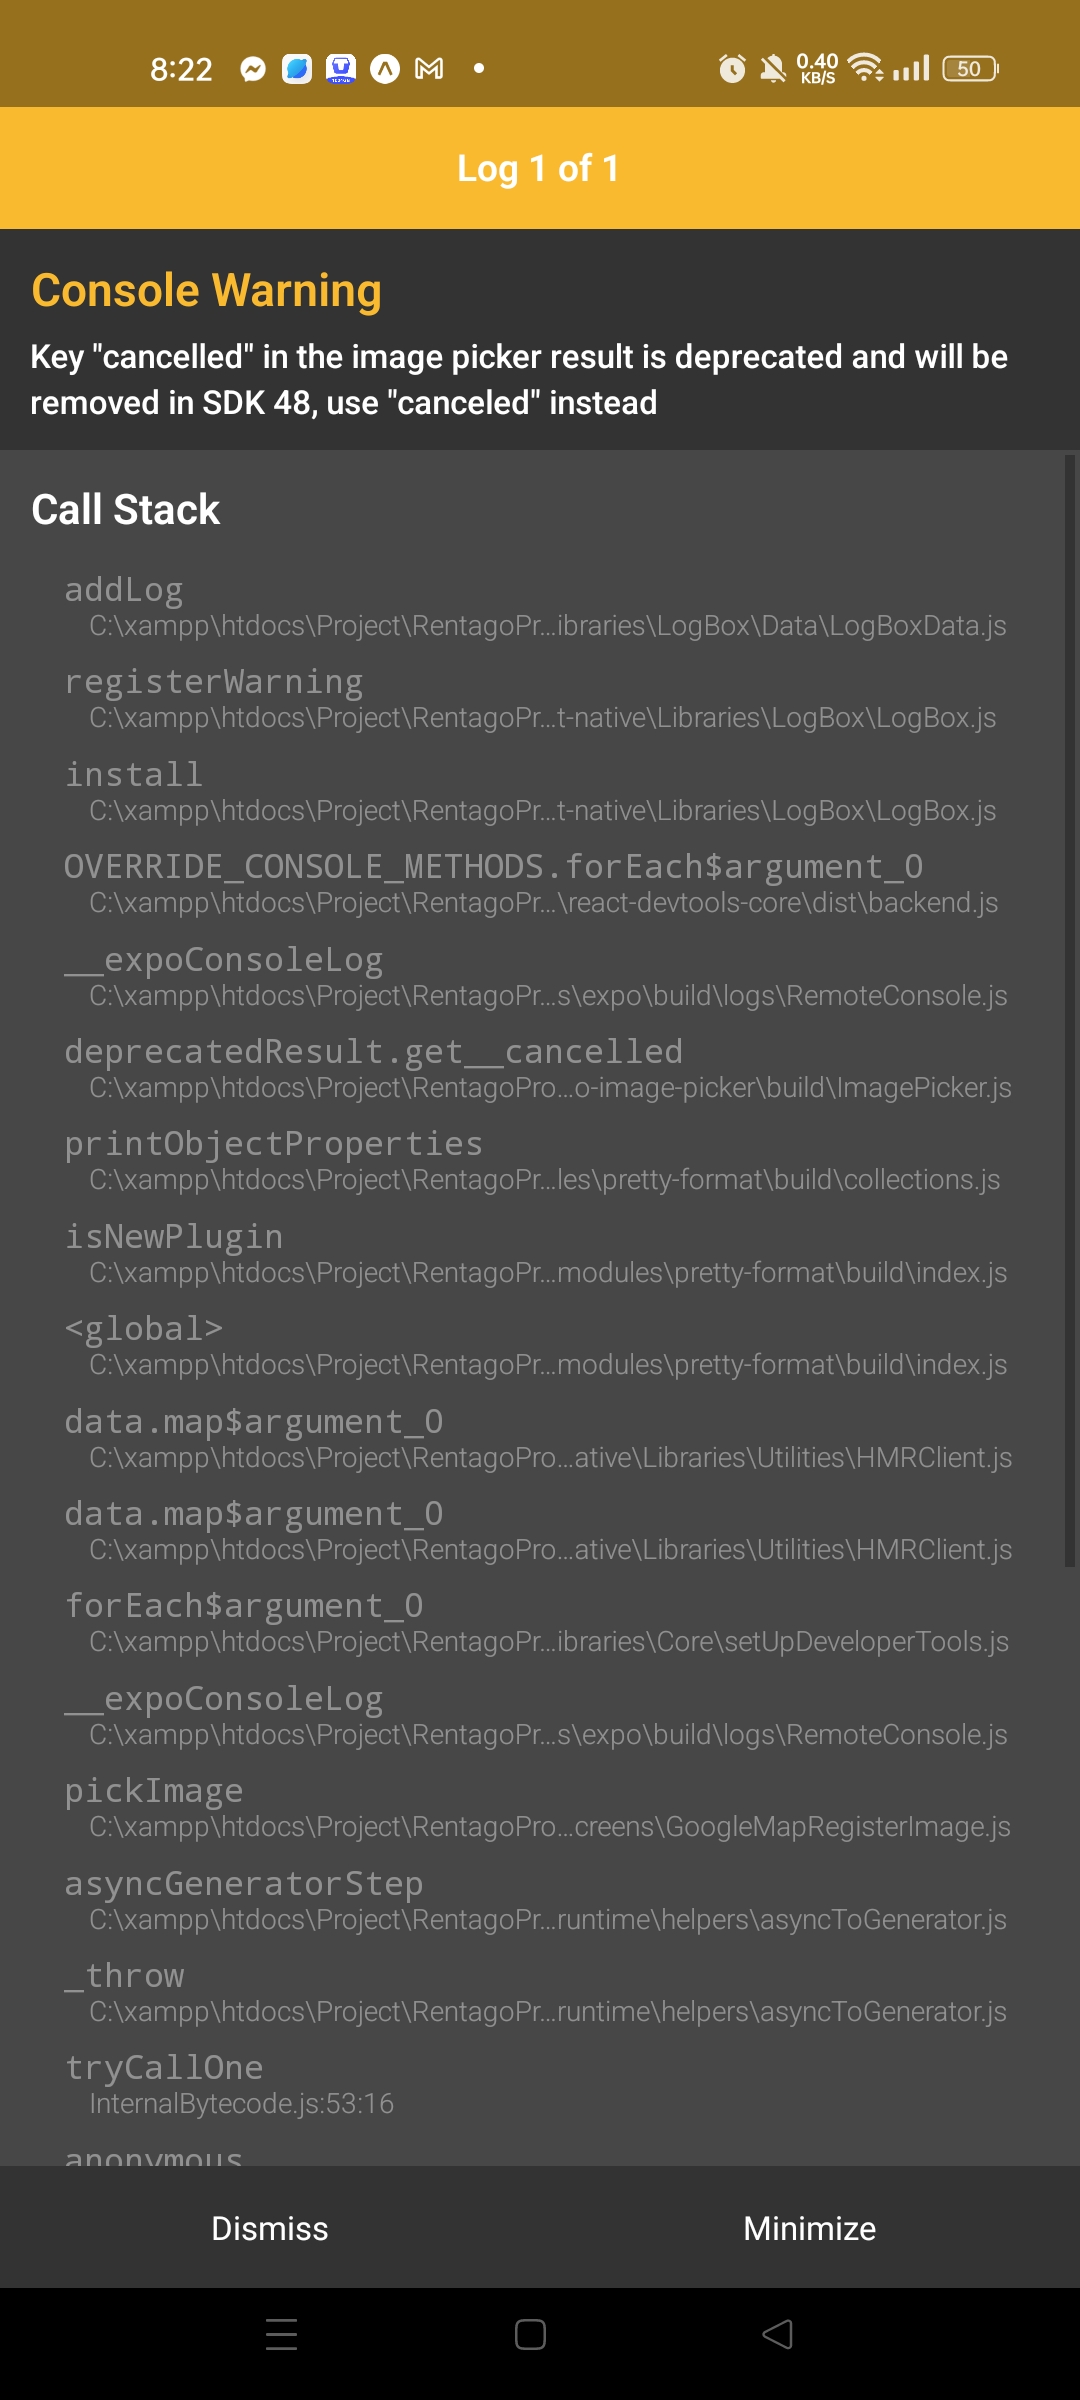 8:22
0.40
KB/S
50
Log 1 of 1
Console Warning
Key "cancelled" in the image picker result is deprecated and will be
removed in SDK 48, use "canceled" instead
Call Stack
addLog
C:\xampp\htdocs\Project\RentagoPr...ibraries\LogBox\Data\LogBoxData.js
registerWarning
C:\xampp\htdocs\Project\RentagoPr...t-native\Libraries\LogBox\LogBox.js
install
C:\xampp\htdocs\Project\RentagoPr...t-native\Libraries\LogBox\LogBox.js
OVERRIDE_CONSOLE_METHODS.forEach$argument_0
C:\xampp\htdocs\Project\RentagoPr...\react-devtools-core\dist\backend.js
__expoConsoleLog
C:\xampp\htdocs\Project\RentagoPr...s\expo\build\logs\RemoteConsole.js
deprecatedResult.get__cancelled
C:\xampp\htdocs\Project\RentagoPro...o-image-picker\build\ImagePicker.js
printObjectProperties
C:\xampp\htdocs\Project\RentagoPr...les\pretty-format\build\collections.js
isNewPlugin
C:\xampp\htdocs\Project\RentagoPr...modules\pretty-format\build\index.js
<global>
C:\xampp\htdocs\Project\RentagoPr...modules\pretty-format\build\index.js
data.map$argument_0
C:\xampp\htdocs\Project\RentagoPro...ative\Libraries\Utilities\HMRClient.js
data.map$argument_0
C:\xampp\htdocs\Project\RentagoPro...ative\Libraries\Utilities\HMRClient.js
forEach$argument_0
C:\xampp\htdocs\Project\RentagoPr...ibraries\Core\setUpDeveloperTools.js
__expoConsoleLog
C:\xampp\htdocs\Project\RentagoPr...s\expo\build\logs\RemoteConsole.js
pickImage
C:\xampp\htdocs\Project\RentagoPro...creens\GoogleMapRegisterImage.js
asyncGeneratorStep
C:\xampp\htdocs\Project\RentagoPr...runtime\helpers\asyncToGenerator.js
_throw
C:\xampp\htdocs\Project\RentagoPr...runtime\helpers\asyncToGenerator.js
tryCallOne
InternalBytecode.js:53:16
anonymous
Dismiss
Minimize